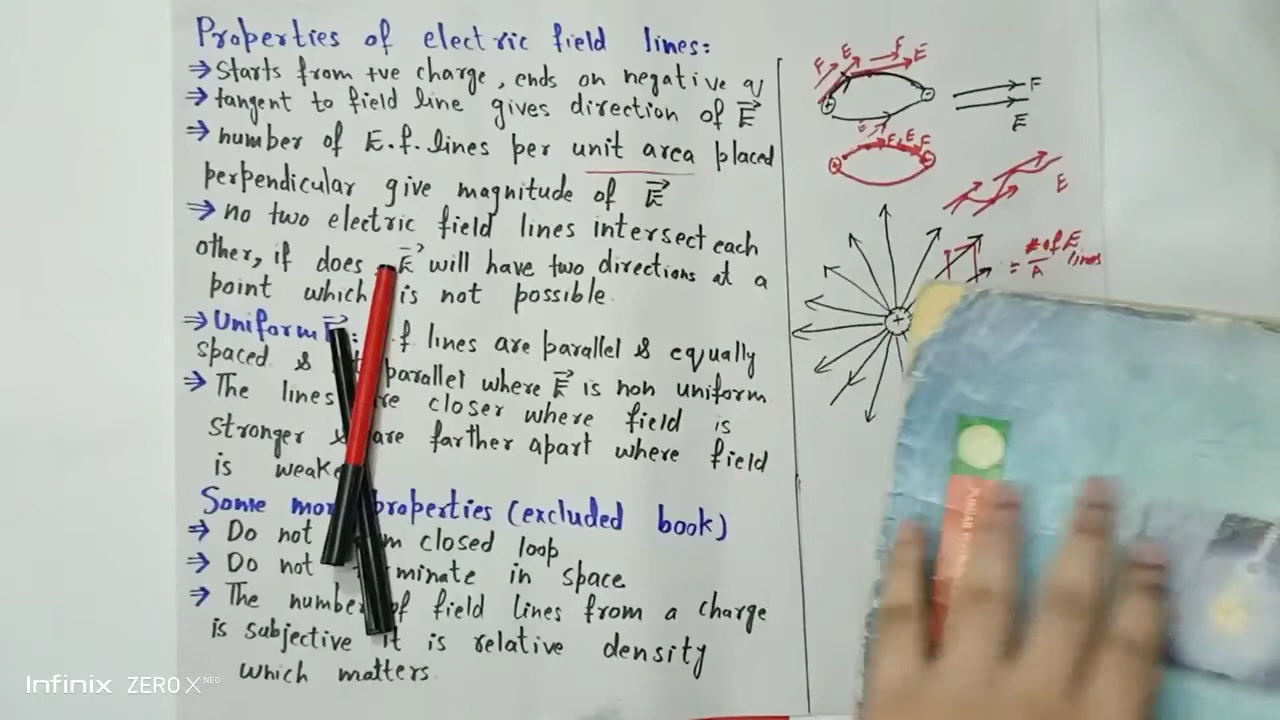 Properties of electric field lines:
⇒ Starts from +ve charge, ends on negative q
⇒ tangent to field line gives direction of E⃗
⇒ number of E.f. lines per unit area placed
perpendicular give magnitude of E⃗
⇒ no two electric field lines intersect each
other, if does E⃗ will have two directions at a
point which is not possible.
⇒ Uniform f lines are parallel & equally
spaced & parallel where E⃗ is non uniform
⇒ The lines are closer where field is
stronger & are farther apart where field
is weake
Some more properties (excluded book)
⇒ Do not closed loop
⇒ Do not minate in space
⇒ The number of field lines from a charge
is subjective it is relative density
which matters
F E F E
+ - F
E
E F E F
+ +
E
= # of E lines
A
+
Infinix ZERO X NEO